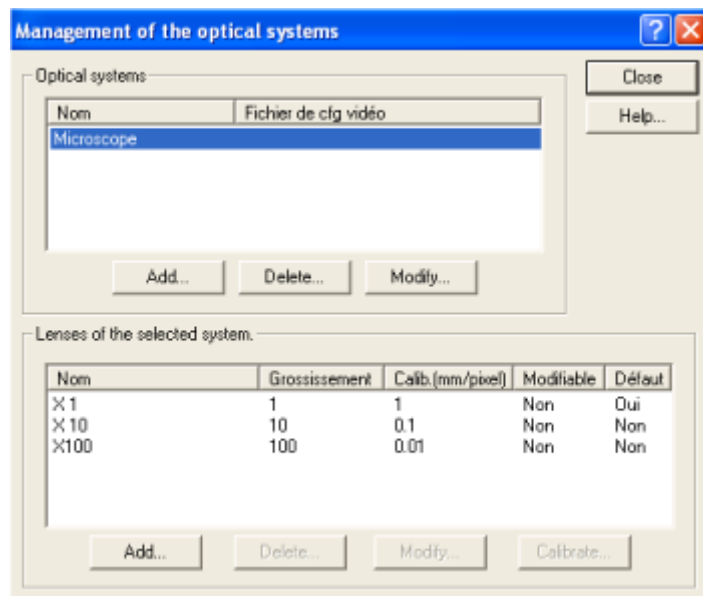 Management of the optical systems
Optical systems
Close
Nom Fichier de cfg vidéo
Help...
Microscope
Add... Delete... Modify...
Lenses of the selected system.
Nom Grossissement Calib.(mm/pixel) Modifiable Défaut
X 1 1 1 Non Oui
X 10 10 0.1 Non Non
X100 100 0.01 Non Non
Add... Delete... Modify... Calibrate...